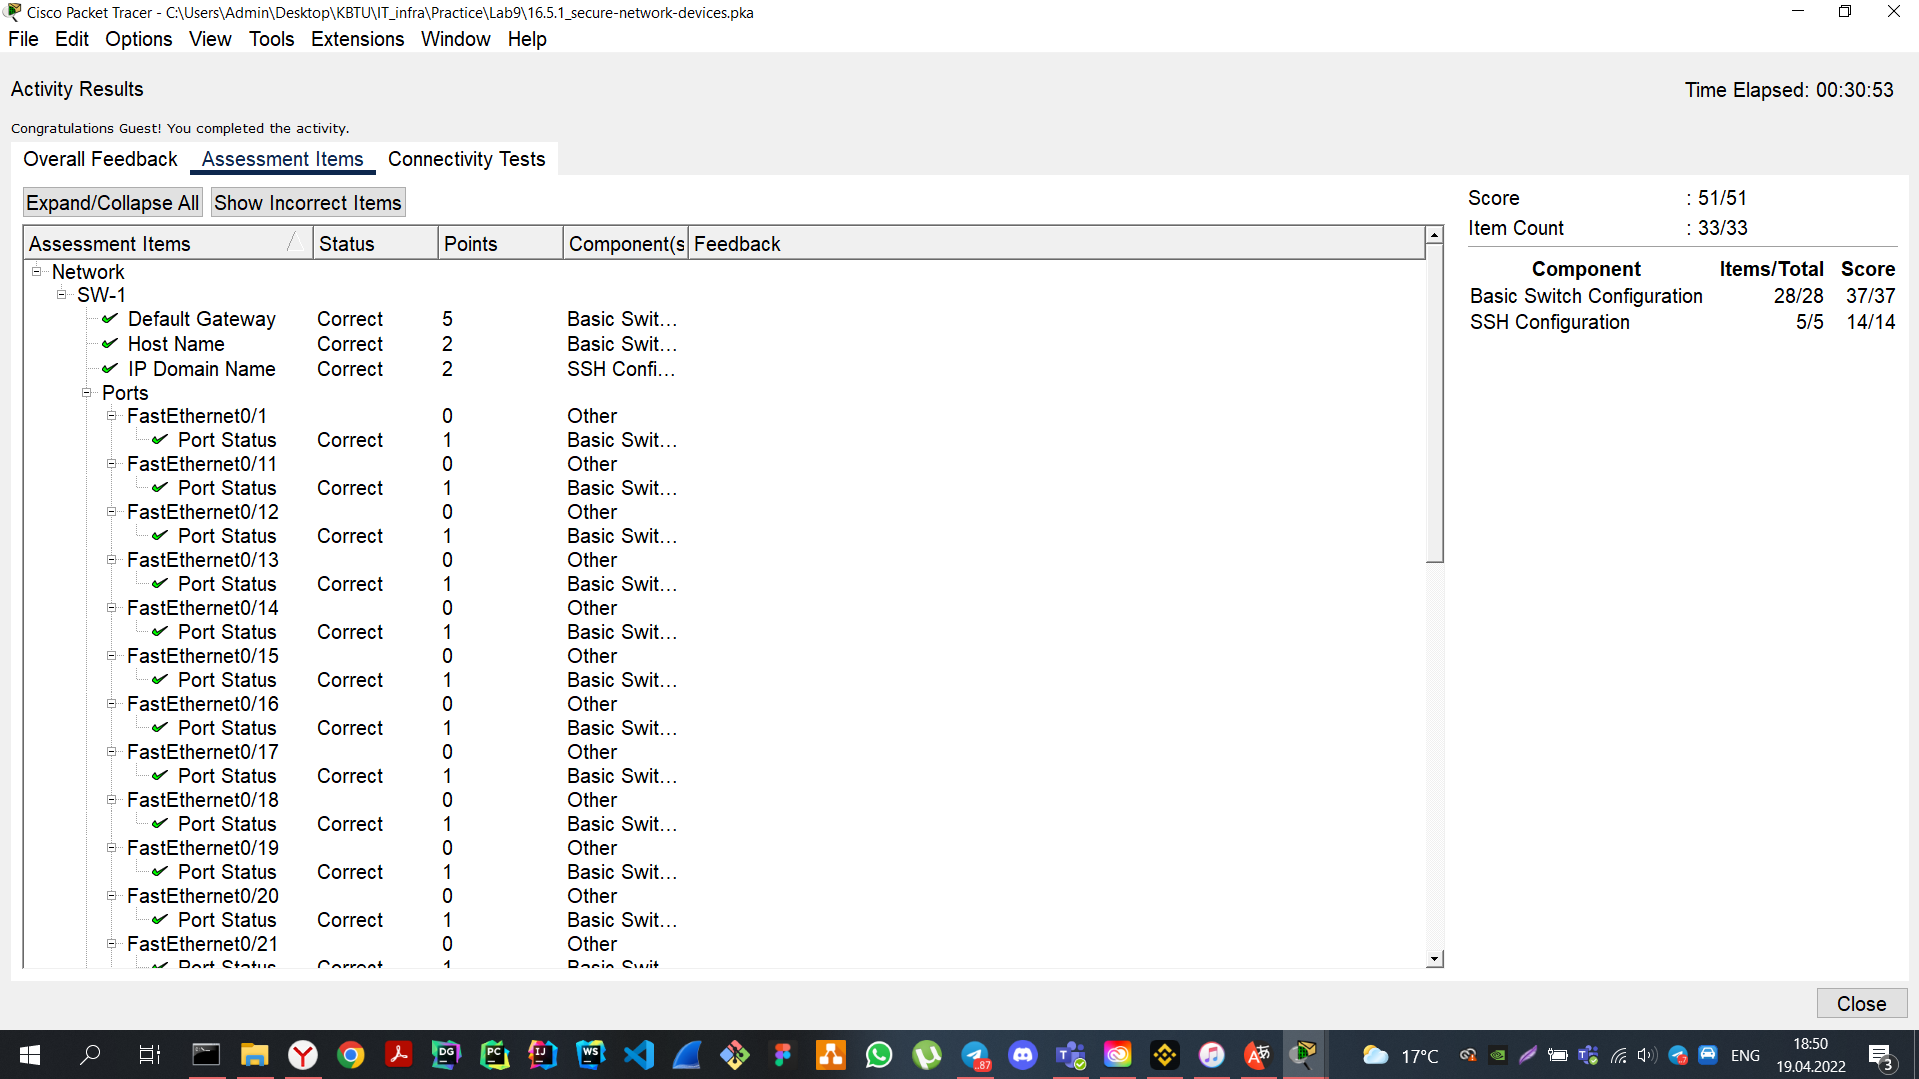 Cisco Packet Tracer - C:\Users\Admin\Desktop\KBTU\IT_infra\Practice\Lab9\16.5.1_secure-network-devices.pka
File Edit Options View Tools Extensions Window Help
Activity Results
Time Elapsed: 00:30:53
Congratulations Guest! You completed the activity.
Overall Feedback Assessment Items Connectivity Tests
Expand/Collapse All Show Incorrect Items
Assessment Items Status Points Component(s Feedback
Network
SW-1
Default Gateway Correct 5 Basic Swit...
Host Name Correct 2 Basic Swit...
IP Domain Name Correct 2 SSH Confi...
Ports
FastEthernet0/1 0 Other
Port Status Correct 1 Basic Swit...
FastEthernet0/11 0 Other
Port Status Correct 1 Basic Swit...
FastEthernet0/12 0 Other
Port Status Correct 1 Basic Swit...
FastEthernet0/13 0 Other
Port Status Correct 1 Basic Swit...
FastEthernet0/14 0 Other
Port Status Correct 1 Basic Swit...
FastEthernet0/15 0 Other
Port Status Correct 1 Basic Swit...
FastEthernet0/16 0 Other
Port Status Correct 1 Basic Swit...
FastEthernet0/17 0 Other
Port Status Correct 1 Basic Swit...
FastEthernet0/18 0 Other
Port Status Correct 1 Basic Swit...
FastEthernet0/19 0 Other
Port Status Correct 1 Basic Swit...
FastEthernet0/20 0 Other
Port Status Correct 1 Basic Swit...
FastEthernet0/21 0 Other
Port Status Correct 1 Basic Swit
Score : 51/51
Item Count : 33/33
Component Items/Total Score
Basic Switch Configuration 28/28 37/37
SSH Configuration 5/5 14/14
Close
DG PC IJ WS 87
17°C
ENG
18:50
19.04.2022
3